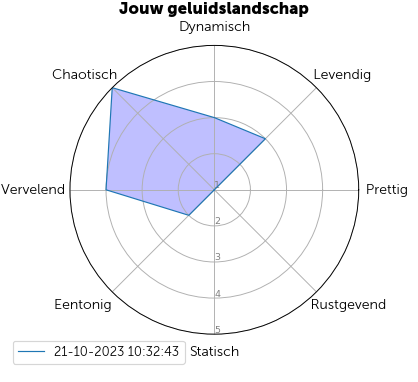 Jouw geluidslandschap
Dynamisch
Chaotisch
Levendig
Vervelend
1
Prettig
2
3
4
Eentonig
Rustgevend
5
21-10-2023 10:32:43
Statisch